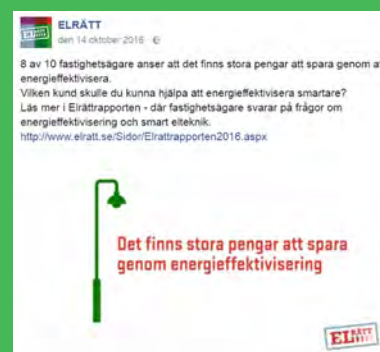 ELRÄTT
den 14 oktober 2016
8 av 10 fastighetsägare anser att det finns stora pengar att spara genom a
energieffektivisera.
Vilken kund skulle du kunna hjälpa att energieffektivisera smartare?
Läs mer i Elrättrapporten - där fastighetsägare svarar på frågor om
energieffektivisering och smart elteknik.
http://www.elratt.se/Sidor/Elrattrapporten2016.aspx
Det finns stora pengar att spara
genom energieffektivisering
ELRÄTT